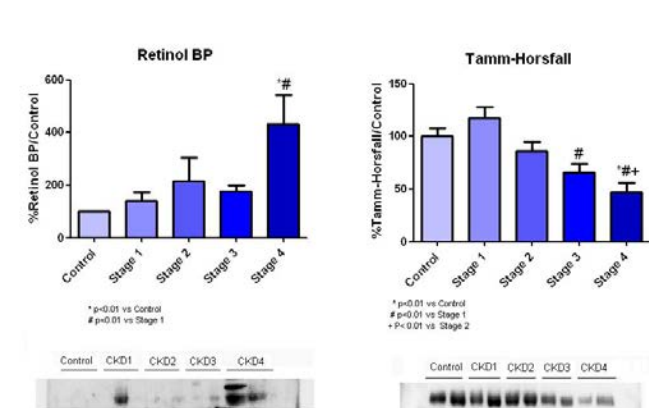 Retinol BP
%Retinol BP/Control
600
400
200
0
*#
Control
Stage 1
Stage 2
Stage 3
Stage 4
* p<0.01 vs Control
# p<0.01 vs Stage 1
Control CKD1 CKD2 CKD3 CKD4
Tamm-Horsfall
%Tamm-Horsfall/Control
150
100
50
0
#
*#+
Control
Stage 1
Stage 2
Stage 3
Stage 4
* p<0.01 vs Control
# p<0.01 vs Stage 1
+ P< 0.01 vs Stage 2
Control CKD1 CKD2 CKD3 CKD4